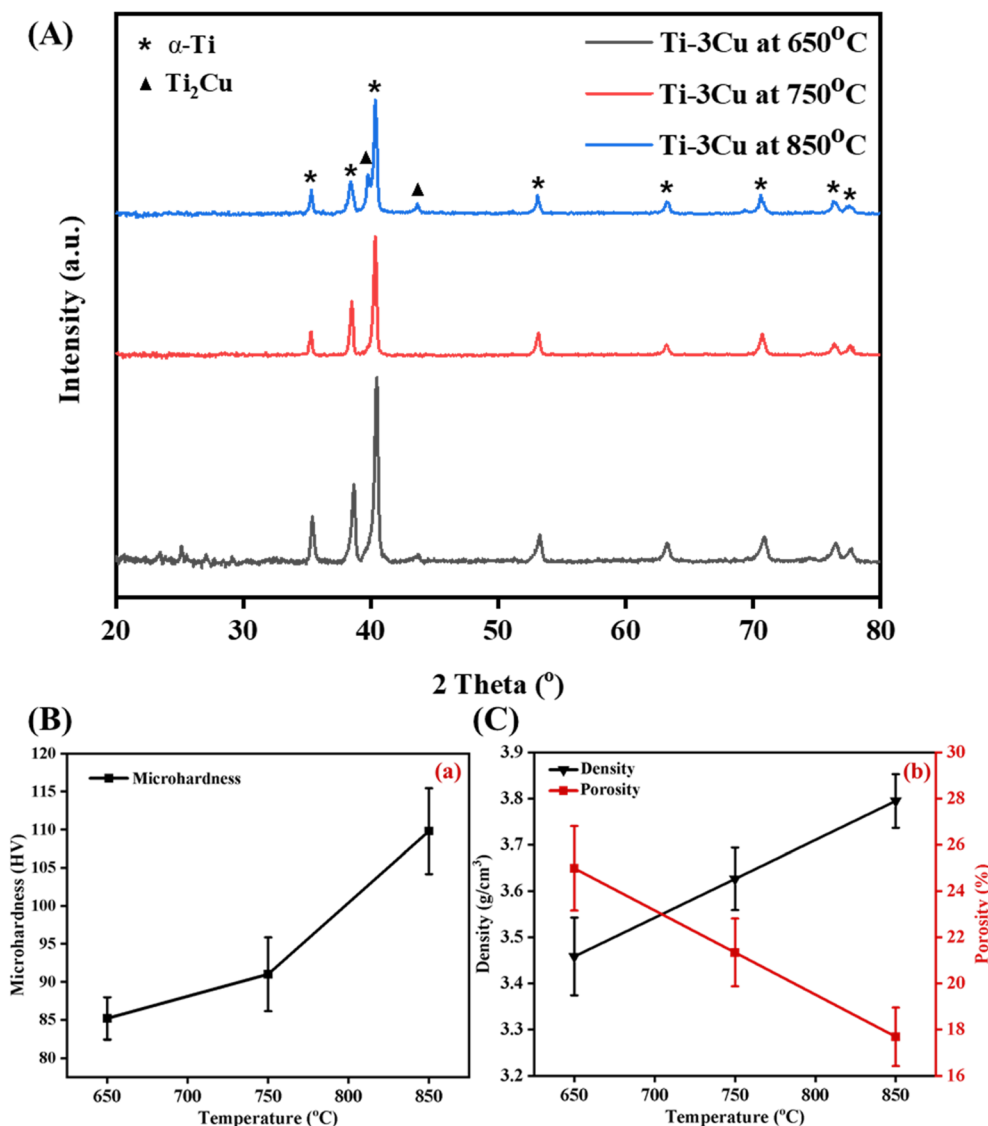 (A)
* α-Ti
▲ Ti₂Cu
Ti-3Cu at 650°C
Ti-3Cu at 750°C
Ti-3Cu at 850°C
Intensity (a.u.)
20 30 40 50 60 70 80
2 Theta (°)
(B)
(a)
Microhardness
Microhardness (HV)
120
115
110
105
100
95
90
85
80
650 700 750 800 850
Temperature (°C)
(C)
(b)
Density
Porosity
Density (g/cm³)
3.9
3.8
3.7
3.6
3.5
3.4
3.3
3.2
Porosity (%)
30
28
26
24
22
20
18
16
650 700 750 800 850
Temperature (°C)